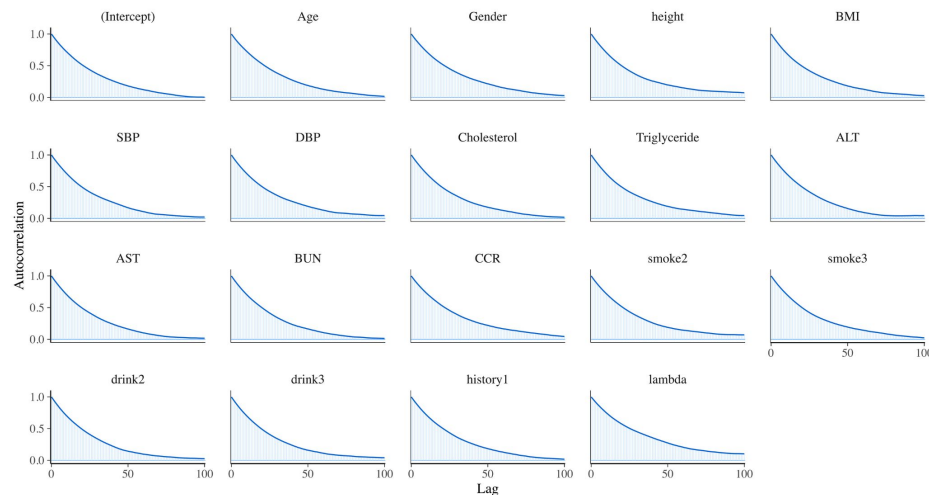 (Intercept) Age Gender height BMI
1.0
0.5
0.0
SBP DBP Cholesterol Triglyceride ALT
1.0
0.5
0.0
AST BUN CCR smoke2 smoke3
1.0
0.5
0.0
0 50 100
drink2 drink3 history1 lambda
1.0
0.5
0.0
0 50 100 0 50 100 0 50 100 0 50 100
Autocorrelation
Lag